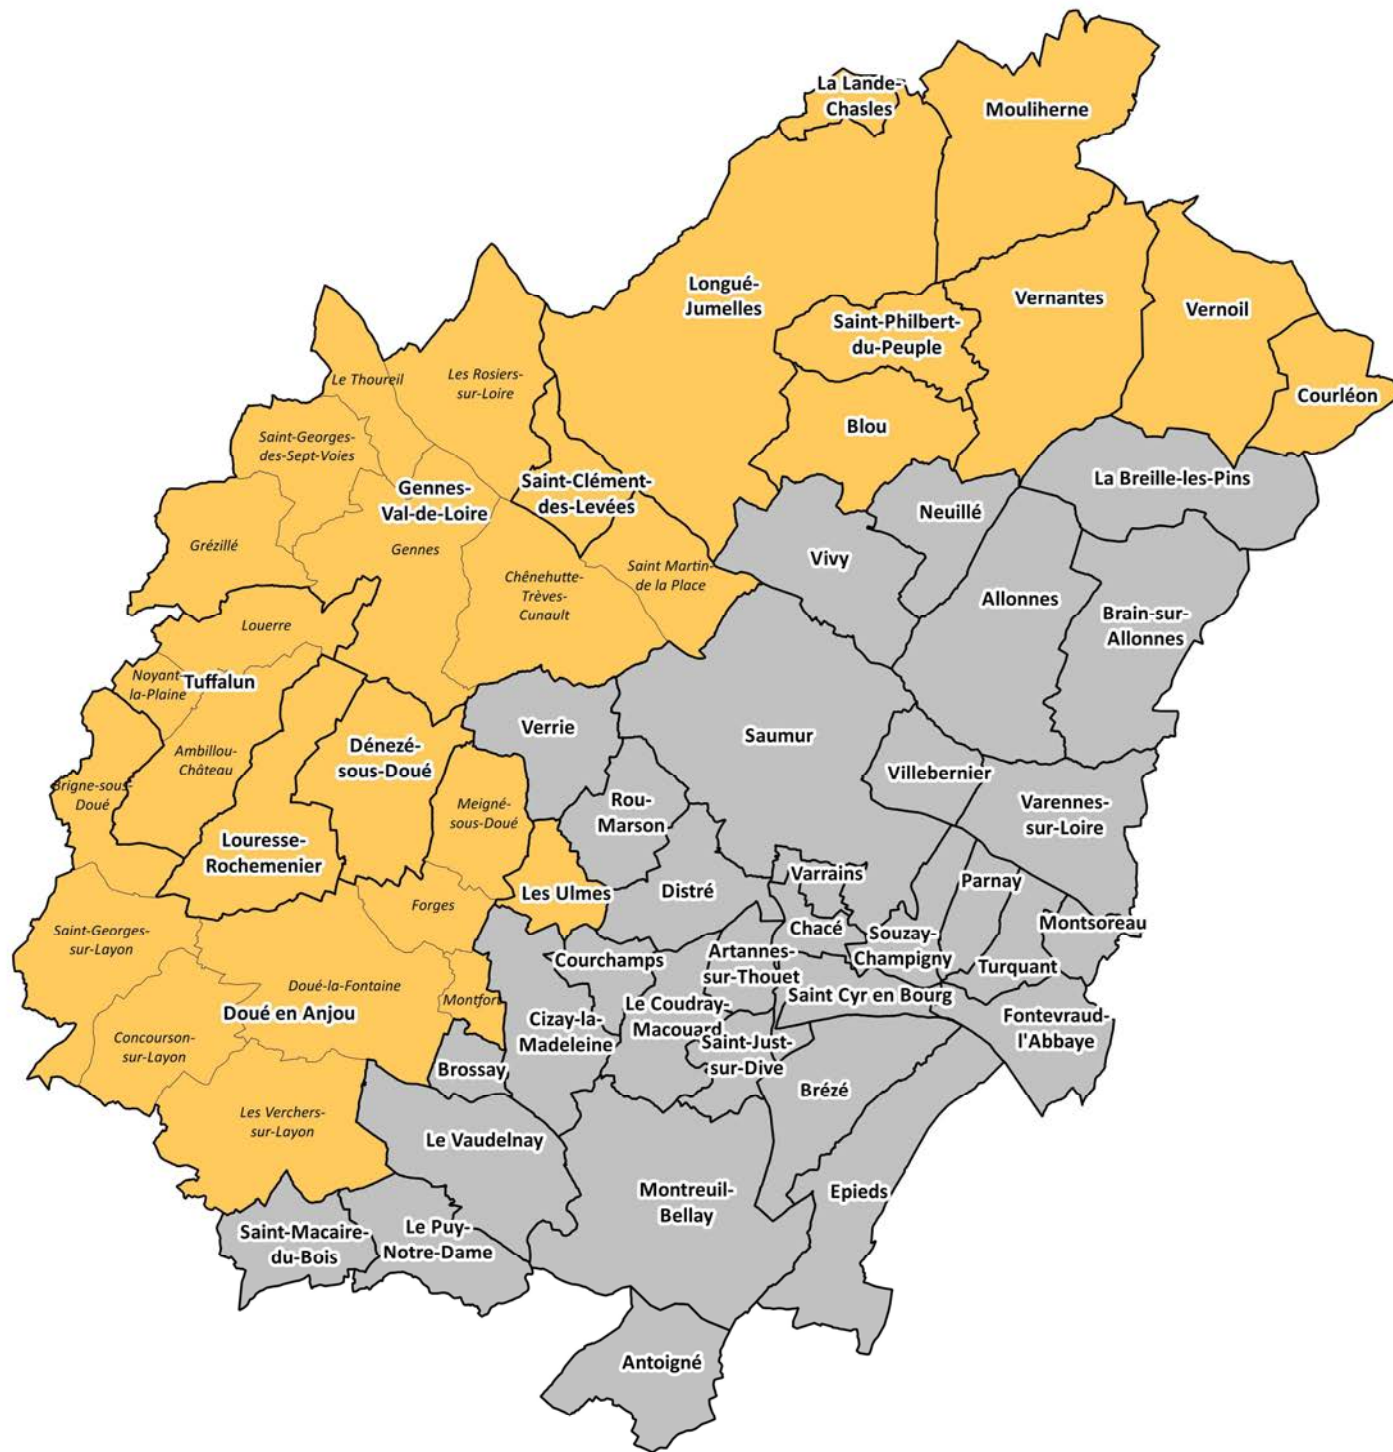 La Lande-
Chasles
Mouliherne
Longué-
Jumelles
Vernantes
Vernoil
Saint-Philbert-
du-Peuple
Le Thoureil
Les Rosiers-
sur-Loire
Courléon
Blou
Saint-Georges-
des-Sept-Voies
Gennes-
Val-de-Loire
Saint-Clément-
des-Levées
La Breille-les-Pins
Neuillé
Grézillé
Gennes
Vivy
Chênehutte-
Trèves-
Cunault
Saint Martin-
de la Place
Allonnes
Brain-sur-
Allonnes
Louerre
Noyant-
la-Plaine
Tuffalun
Verrie
Saumur
Dénezé-
sous-Doué
Ambillou-
Château
Brigne-sous-
Doué
Meigné-
sous-Doué
Rou-
Marson
Villebernier
Varennes-
sur-Loire
Louresse-
Rochemenier
Les Ulmes
Distré
Varrains
Parnay
Forges
Saint-Georges-
sur-Layon
Chacé
Souzay-
Champigny
Montsoreau
Courchamps
Artannes-
sur-Thouet
Turquant
Doué-la-Fontaine
Montfort
Saint Cyr en Bourg
Doué en Anjou
Cizay-la-
Madeleine
Le Coudray-
Macouard
Fontevraud-
l'Abbaye
Concourson-
sur-Layon
Saint-Just-
sur-Dive
Brossay
Brézé
Les Verchers-
sur-Layon
Le Vaudelnay
Montreuil-
Bellay
Epieds
Saint-Macaire-
du-Bois
Le Puy-
Notre-Dame
Antoigné